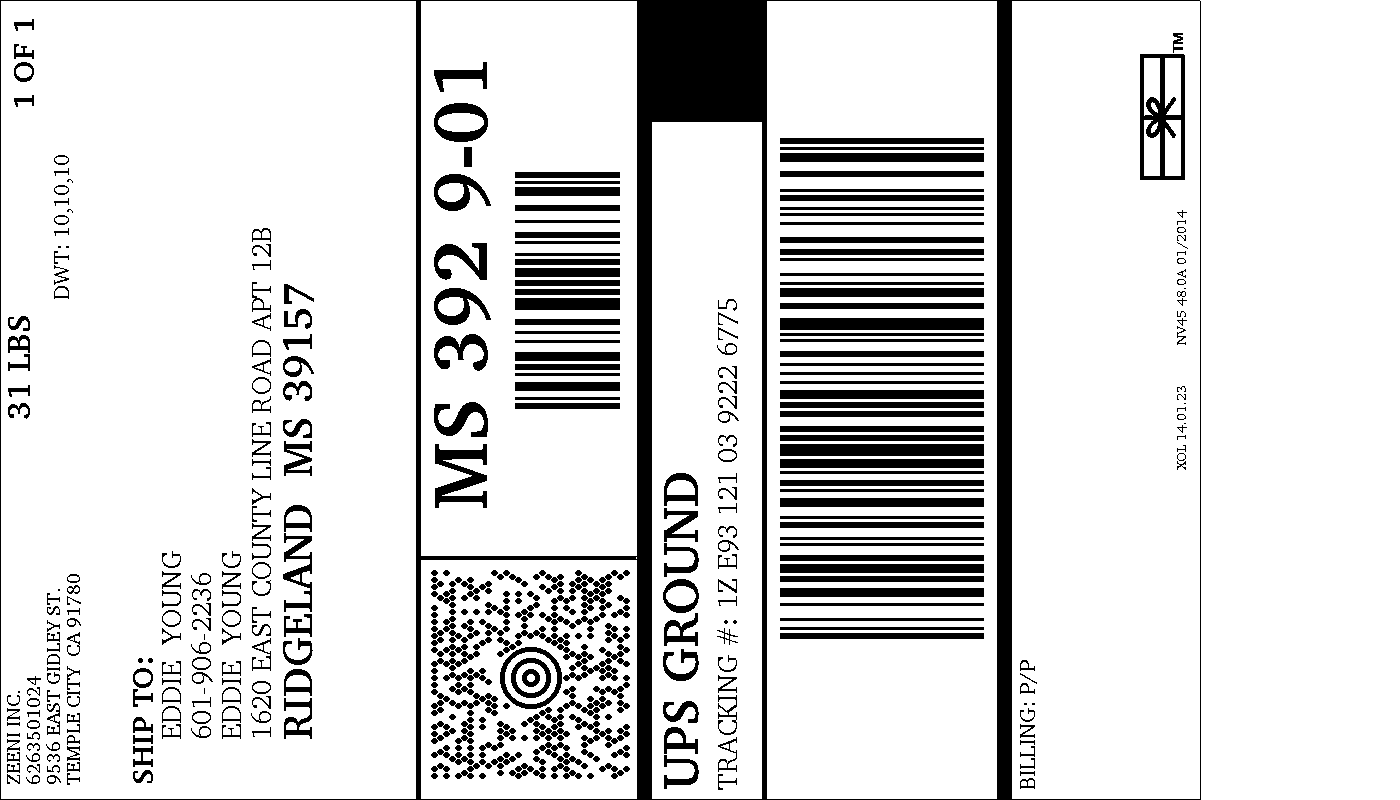 ZEENI INC.
6263501024
9536 EAST GIDLEY ST.
TEMPLE CITY  CA 91780
31 LBS
1 OF 1
DWT: 10,10,10
SHIP TO:
EDDIE  YOUNG
601-906-2236
EDDIE  YOUNG
1620 EAST COUNTY LINE ROAD APT 12B
RIDGELAND  MS 39157
MS 392 9-01
UPS GROUND
TRACKING #: 1Z E93 121 03 9222 6775
BILLING: P/P
XOL 14.01.23
NV45 48.0A 01/2014
TM